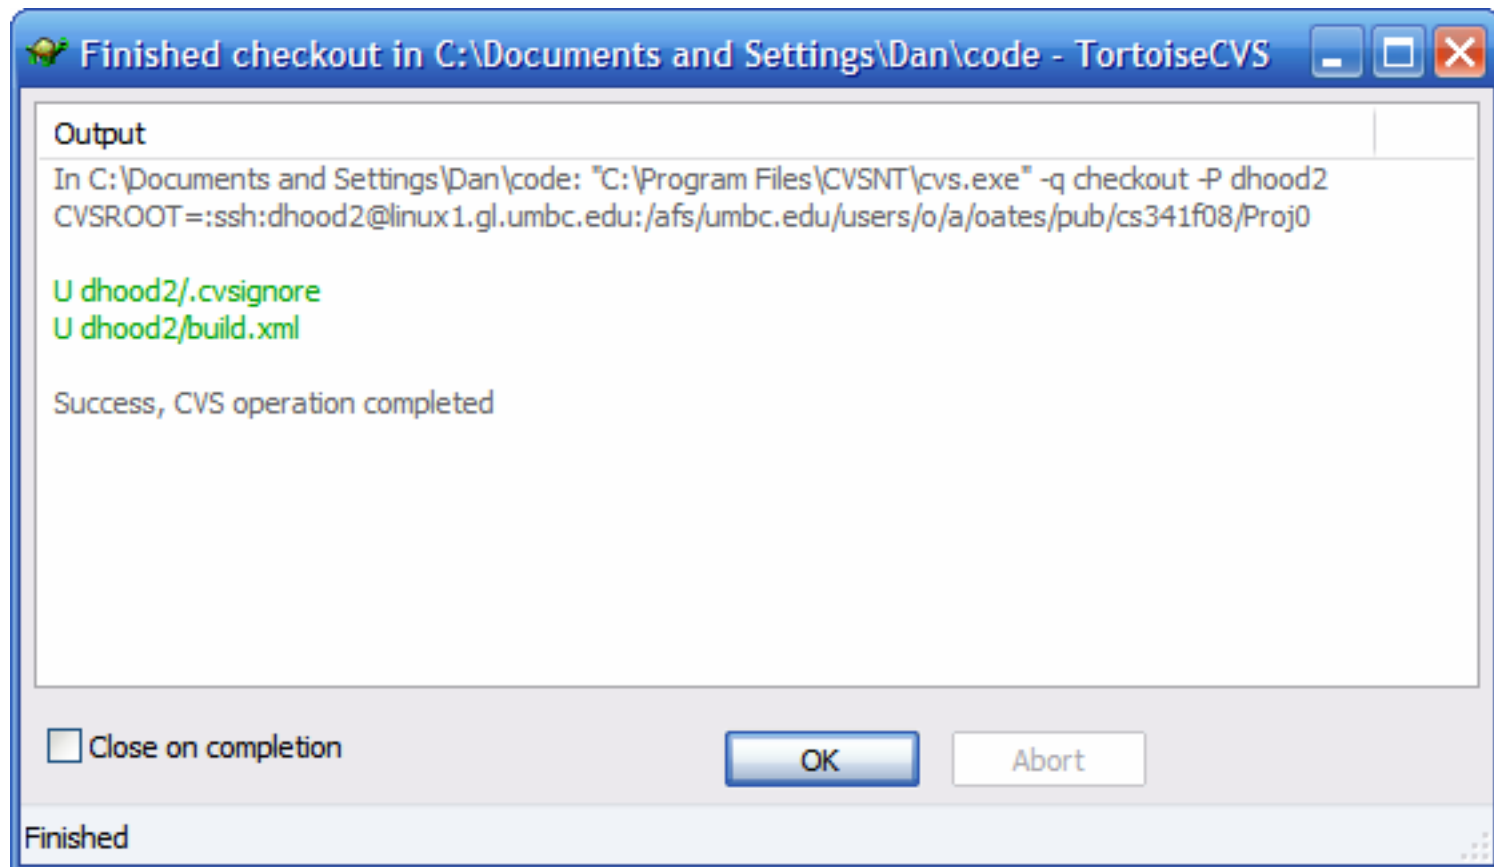 Finished checkout in C:\Documents and Settings\Dan\code - TortoiseCVS
Output
In C:\Documents and Settings\Dan\code: "C:\Program Files\CVSNT\cvs.exe" -q checkout -P dhood2
CVSROOT=:ssh:dhood2@linux1.gl.umbc.edu:/afs/umbc.edu/users/o/a/oates/pub/cs341f08/Proj0
U dhood2/.cvsignore
U dhood2/build.xml
Success, CVS operation completed
Close on completion
OK
Abort
Finished